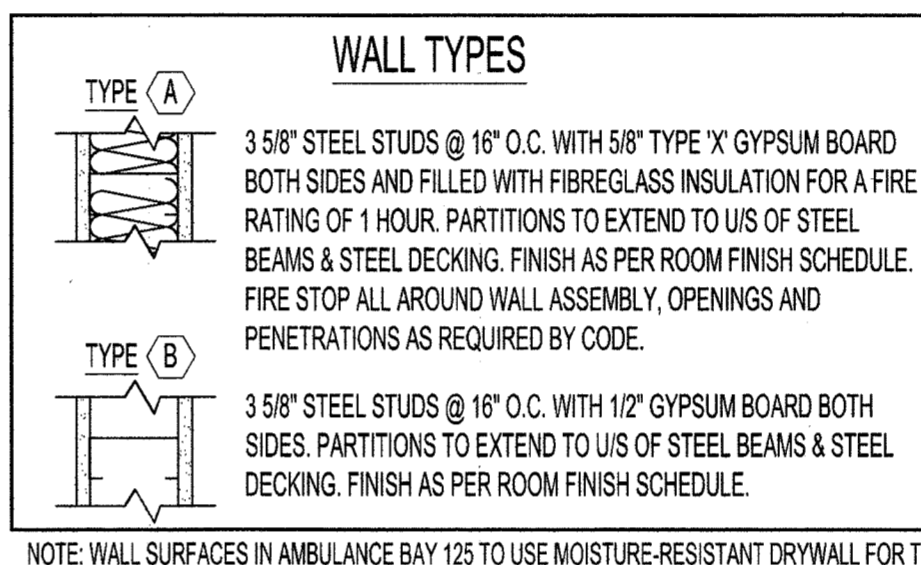 WALL TYPES
TYPE A
3 5/8" STEEL STUDS @ 16" O.C. WITH 5/8" TYPE 'X' GYPSUM BOARD
BOTH SIDES AND FILLED WITH FIBREGLASS INSULATION FOR A FIRE
RATING OF 1 HOUR. PARTITIONS TO EXTEND TO U/S OF STEEL
BEAMS & STEEL DECKING. FINISH AS PER ROOM FINISH SCHEDULE.
FIRE STOP ALL AROUND WALL ASSEMBLY, OPENINGS AND
PENETRATIONS AS REQUIRED BY CODE.
TYPE B
3 5/8" STEEL STUDS @ 16" O.C. WITH 1/2" GYPSUM BOARD BOTH
SIDES. PARTITIONS TO EXTEND TO U/S OF STEEL BEAMS & STEEL
DECKING. FINISH AS PER ROOM FINISH SCHEDULE.
NOTE: WALL SURFACES IN AMBULANCE BAY 125 TO USE MOISTURE-RESISTANT DRYWALL FOR